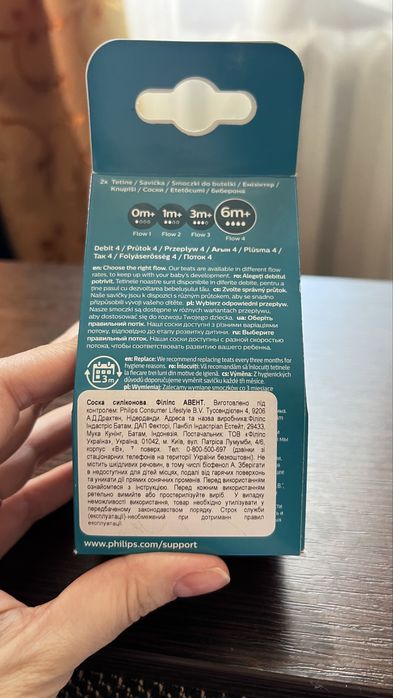 2x Tetine / Savička / Smoczki do butelki / Емізінтер /
Кнърііі / Соски / Etetőcumi / Биберони
0m+ 1m+ 3m+ 6m+
Flow 1 Flow 2 Flow 3 Flow 4
Debit 4 / Průtok 4 / Przepływ 4 / Ағын 4 / Plūsma 4 /
Так 4 / Folyáserősség 4 / Поток 4
en: Choose the right flow. Our teats are available in different flow
rates, to keep up with your baby's development. ro: Alegeți debitul
potrivit. Tetinele noastre sunt disponibile in diferite debite, pentru a
ține pasul cu dezvoltarea bebelușului tău. cs: Zvolte správný průtok.
Naše savičky jsou k dispozici s různým průtokem, aby se snadno
přizpůsobili vývoji vašeho dítěte. pl: Wybierz odpowiedni przepływ.
Nasze smoczki są dostępne w różnych wariantach przepływu,
aby dostosować się do rozwoju Twojego dziecka. uk: Оберіть
правильний потік. Наші соски доступні з різними варіаціями
потоку, відповідно до етапу розвитку дитини. ru: Выберите
правильный поток. Наши соски доступны с разной скоростью
потока, чтобы соответствовать развитию вашего ребенка.
3m
en: Replace: We recommend replacing teats every three months for
hygiene reasons. ro: Înlocuiți: Vă recomandăm să înlocuiți tetinele
la fiecare trei luni din motive de igienă. cs: Výměna: Z hygienických
důvodů doporučujeme vyměnit savičku každé tři měsíce.
pl: Wymieniaj: Zalecamy wymianę smoczków co 3 miesiące
Соска силіконова. Філіпс АВЕНТ. Виготовлено під
контролем: Philips Consumer Lifestyle B.V. Туссендієпен 4, 9206
А.Д.Драхтен, Нідерланди. Адреса та назва виробника:Філіпс
Індастріс Батам, ДАП Фекторі, Панбіл Індастріал Естейт, 29433,
Мука Кунінг, Батам, Індонезія. Постачальник: ТОВ «Філіпс
Україна», Україна, 01042, м. Київ, вул. Патріса Лумумби, 4/6,
корпус «В», 7 поверх. Тел.: 0-800-500-697 (дзвінки зі
стаціонарних телефонів на території України безкоштовні). Не
містить шкідливих речовин, в тому числі бісфенол А. Зберігати
в недоступних для дітей місцях, подалі від гарячих поверхонь
та уникати дії прямих сонячних променів. Перед використанням
ознайомитеся з інструкцією. Перед кожним використанням
ретельно вимийте або простерилізуйте виріб. У випадку
неможливості використання, товар необхідно утилізувати у
передбаченому законодавством порядку. Строк служби
(експлуатації)-необмежений при дотриманні правил
експлуатації.
www.philips.com/support